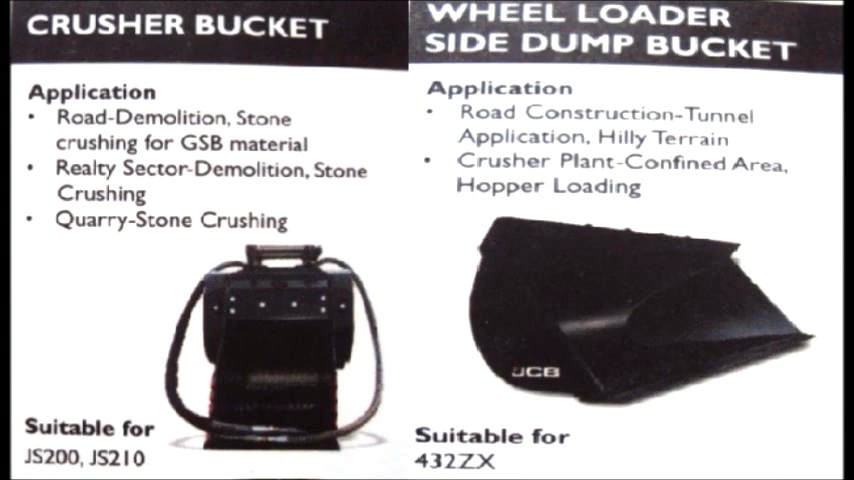 CRUSHER BUCKET
Application
• Road-Demolition, Stone
crushing for GSB material
• Realty Sector-Demolition, Stone
Crushing
• Quarry-Stone Crushing
Suitable for
JS200, JS210
WHEEL LOADER
SIDE DUMP BUCKET
Application
• Road Construction-Tunnel
Application, Hilly Terrain
• Crusher Plant-Confined Area,
Hopper Loading
JCB
Suitable for
432ZX